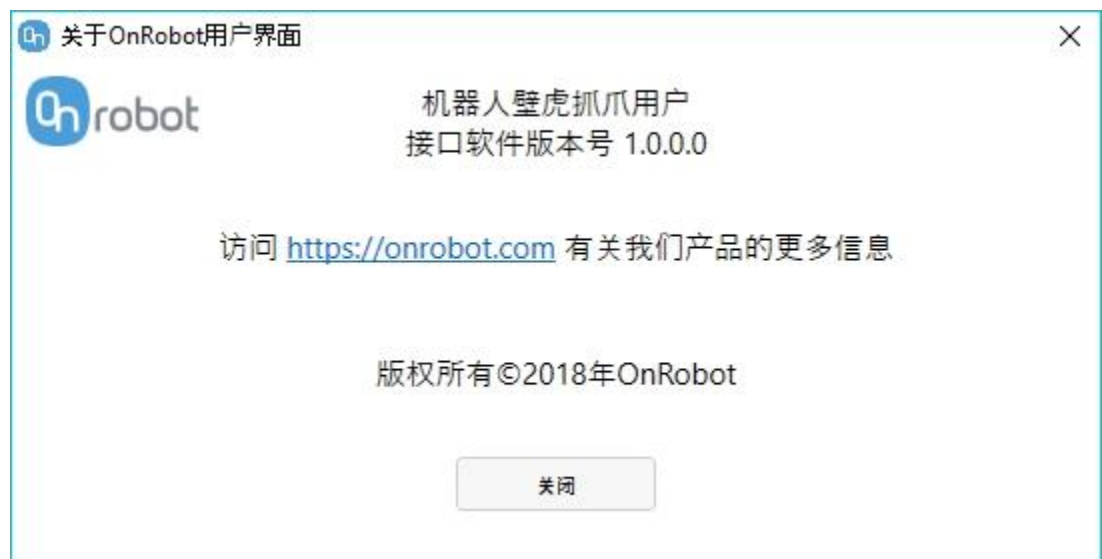 关于OnRobot用户界面
On robot
机器人壁虎抓爪用户
接口软件版本号 1.0.0.0
访问 https://onrobot.com 有关我们产品的更多信息
版权所有©2018年OnRobot
关闭